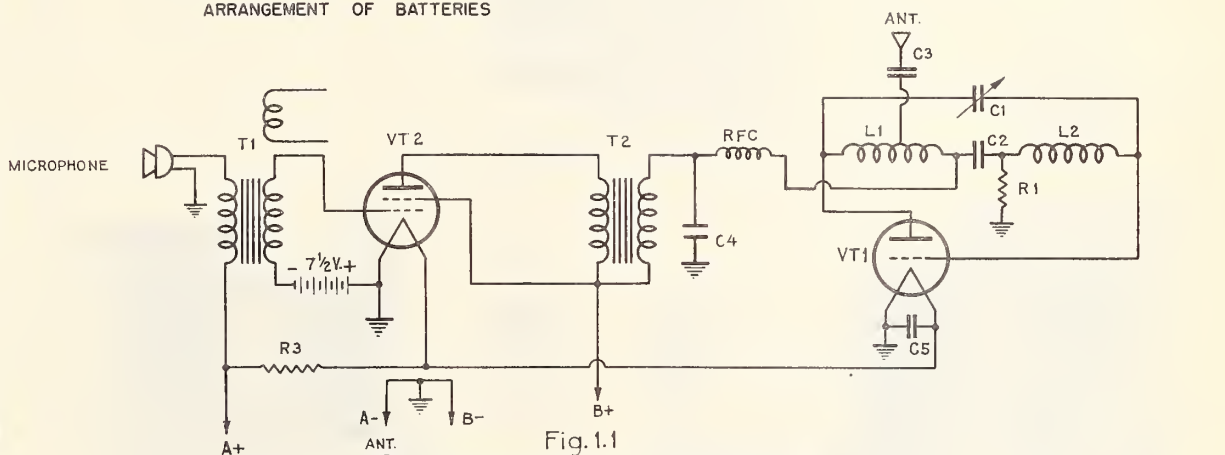 ARRANGEMENT OF BATTERIES
ANT.
C3
C1
T1
VT2
T2
RFC
L1
C2
L2
MICROPHONE
R1
C4
VT1
- 7½V. +
C5
R3
A-
B-
B+
A+
ANT.
Fig. 1.1